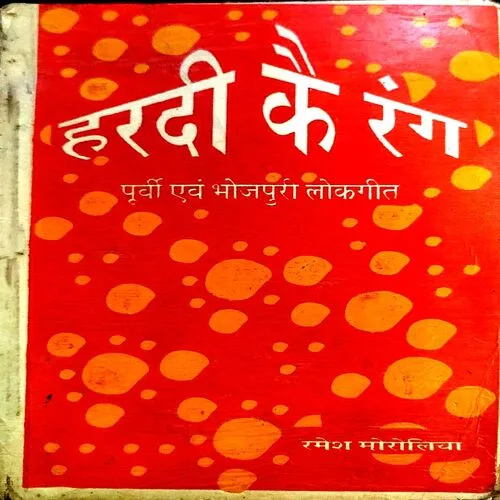 हरदी कै रंग
पूर्वी एवं भोजपुरी लोकगीत
रमेश मोरोलिया